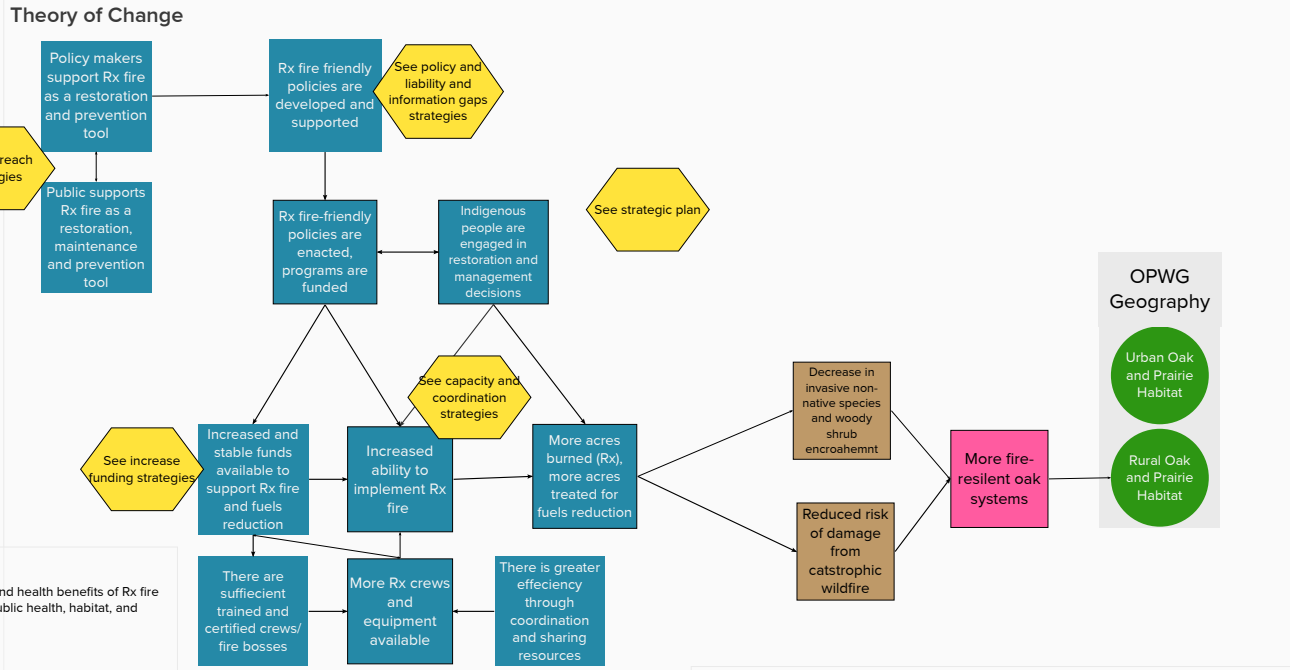 Theory of Change
Policy makers
support Rx fire
as a restoration
and prevention
tool
Rx fire friendly
policies are
developed and
supported
See policy and
liability and
information gaps
strategies
reach
gies
Public supports
Rx fire as a
restoration,
maintenance
and prevention
tool
Rx fire-friendly
policies are
enacted,
programs are
funded
Indigenous
people are
engaged in
restoration and
management
decisions
See strategic plan
OPWG
Geography
Urban Oak
and Prairie
Habitat
Rural Oak
and Prairie
Habitat
See capacity and
coordination
strategies
Decrease in
invasive non-
native species
and woody
shrub
encroahemnt
See increase
funding strategies
Increased and
stable funds
available to
support Rx fire
and fuels
reduction
Increased
ability to
implement Rx
fire
More acres
burned (Rx),
more acres
treated for
fuels reduction
More fire-
resilent oak
systems
Reduced risk
of damage
from
catstrophic
wildfire
There are
suffiecient
trained and
certified crews/
fire bosses
More Rx crews
and
equipment
available
There is greater
effeciency
through
coordination
and sharing
resources
nd health benefits of Rx fire
ublic health, habitat, and